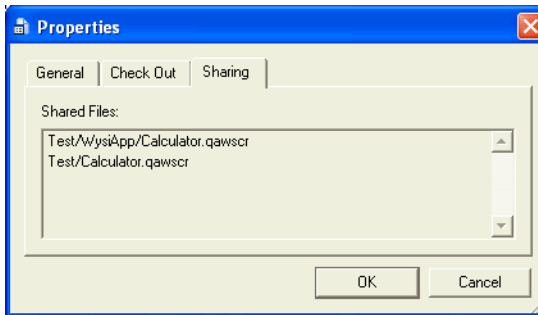 Properties
General Check Out Sharing
Shared Files:
Test/WysiApp/Calculator.qawscr
Test/Calculator.qawscr
OK Cancel